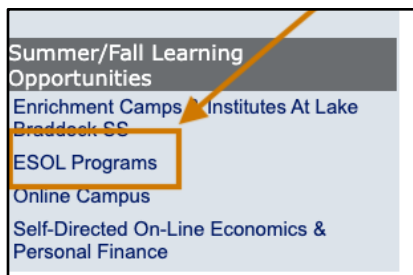 Summer/Fall Learning
Opportunities
Enrichment Camps & Institutes At Lake
Braddock SS
ESOL Programs
Online Campus
Self-Directed On-Line Economics &
Personal Finance